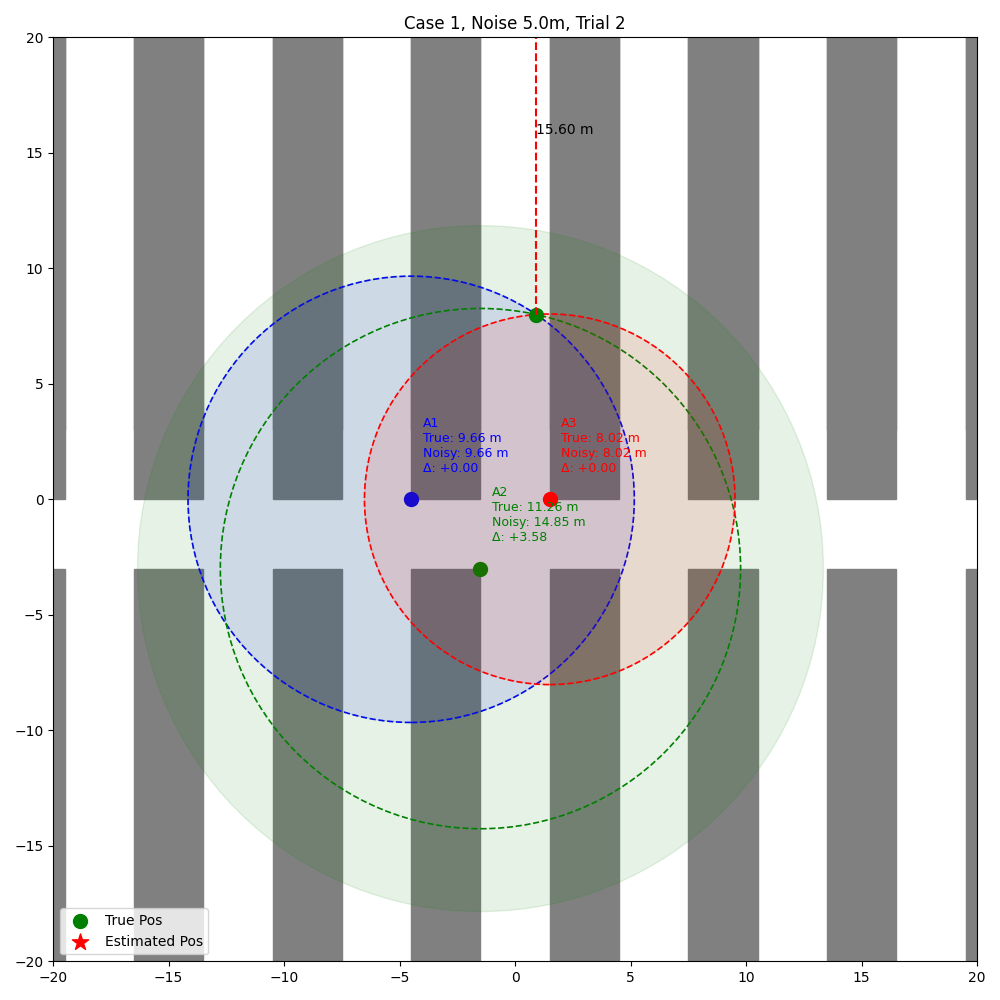 Case 1, Noise 5.0m, Trial 2
20
15
10
5
0
−5
−10
−15
−20
15.60 m
A1
True: 9.66 m
Noisy: 9.66 m
Δ: +0.00
A3
True: 8.02 m
Noisy: 8.02 m
Δ: +0.00
A2
True: 11.26 m
Noisy: 14.85 m
Δ: +3.58
True Pos
Estimated Pos
−20 −15 −10 −5 0 5 10 15 20